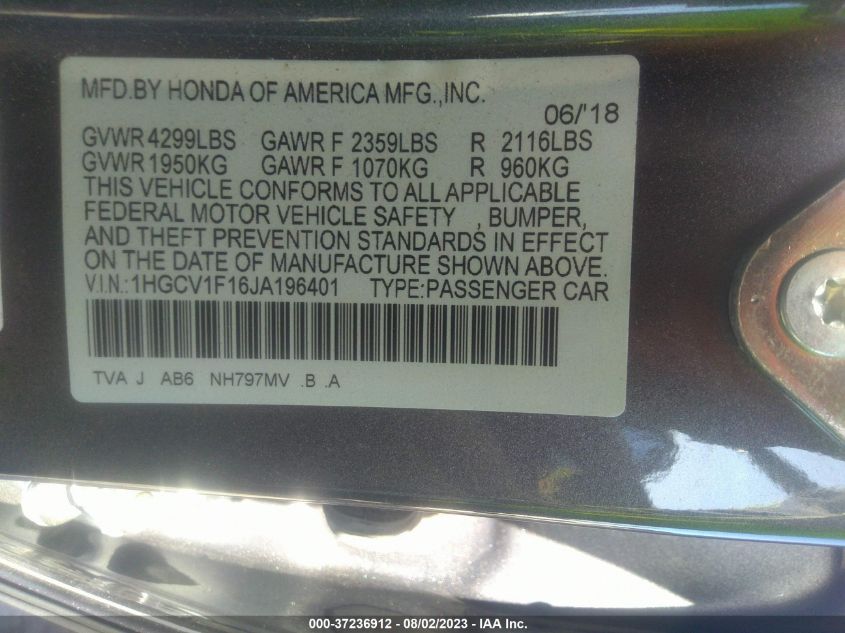 MFD.BY HONDA OF AMERICA MFG.,INC.
06/'18
GVWR 4299LBS GAWR F 2359LBS R 2116LBS
GVWR 1950KG GAWR F 1070KG R 960KG
THIS VEHICLE CONFORMS TO ALL APPLICABLE
FEDERAL MOTOR VEHICLE SAFETY , BUMPER,
AND THEFT PREVENTION STANDARDS IN EFFECT
ON THE DATE OF MANUFACTURE SHOWN ABOVE.
V.I.N.:1HGCV1F16JA196401 TYPE:PASSENGER CAR
TVA J AB6 NH797MV .B .A
000-37236912 - 08/02/2023 - IAA Inc.